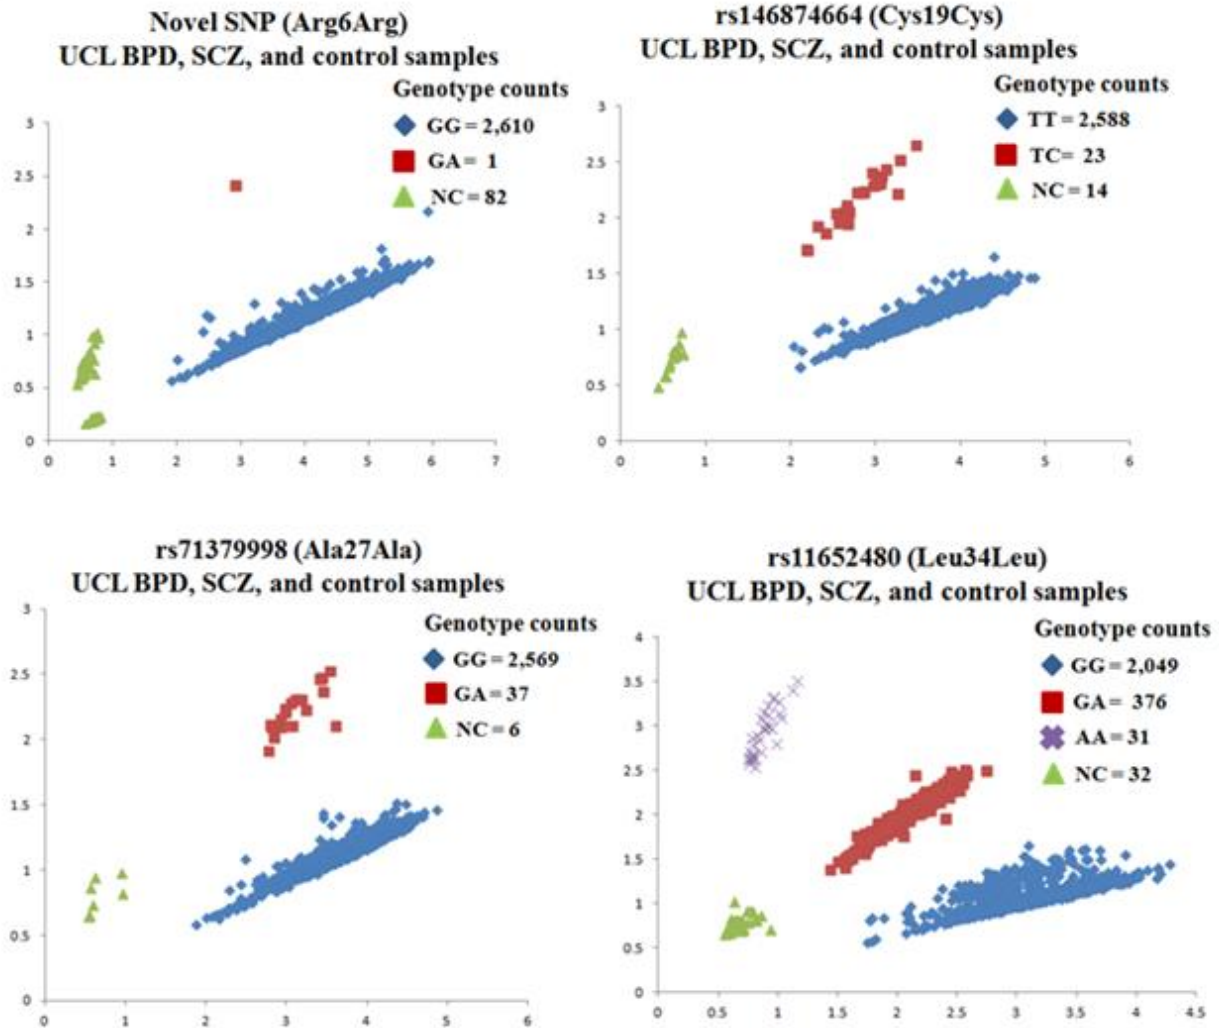 Novel SNP (Arg6Arg)
UCL BPD, SCZ, and control samples
Genotype counts
GG = 2,610
GA = 1
NC = 82
3
2.5
2
1.5
1
0.5
0
0 1 2 3 4 5 6 7
rs146874664 (Cys19Cys)
UCL BPD, SCZ, and control samples
Genotype counts
TT = 2,588
TC= 23
NC = 14
3
2.5
2
1.5
1
0.5
0
0 1 2 3 4 5 6
rs71379998 (Ala27Ala)
UCL BPD, SCZ, and control samples
Genotype counts
GG = 2,569
GA = 37
NC = 6
3
2.5
2
1.5
1
0.5
0
0 1 2 3 4 5 6
rs11652480 (Leu34Leu)
UCL BPD, SCZ, and control samples
Genotype counts
GG = 2,049
GA = 376
AA = 31
NC = 32
4
3.5
3
2.5
2
1.5
1
0.5
0
0 0.5 1 1.5 2 2.5 3 3.5 4 4.5